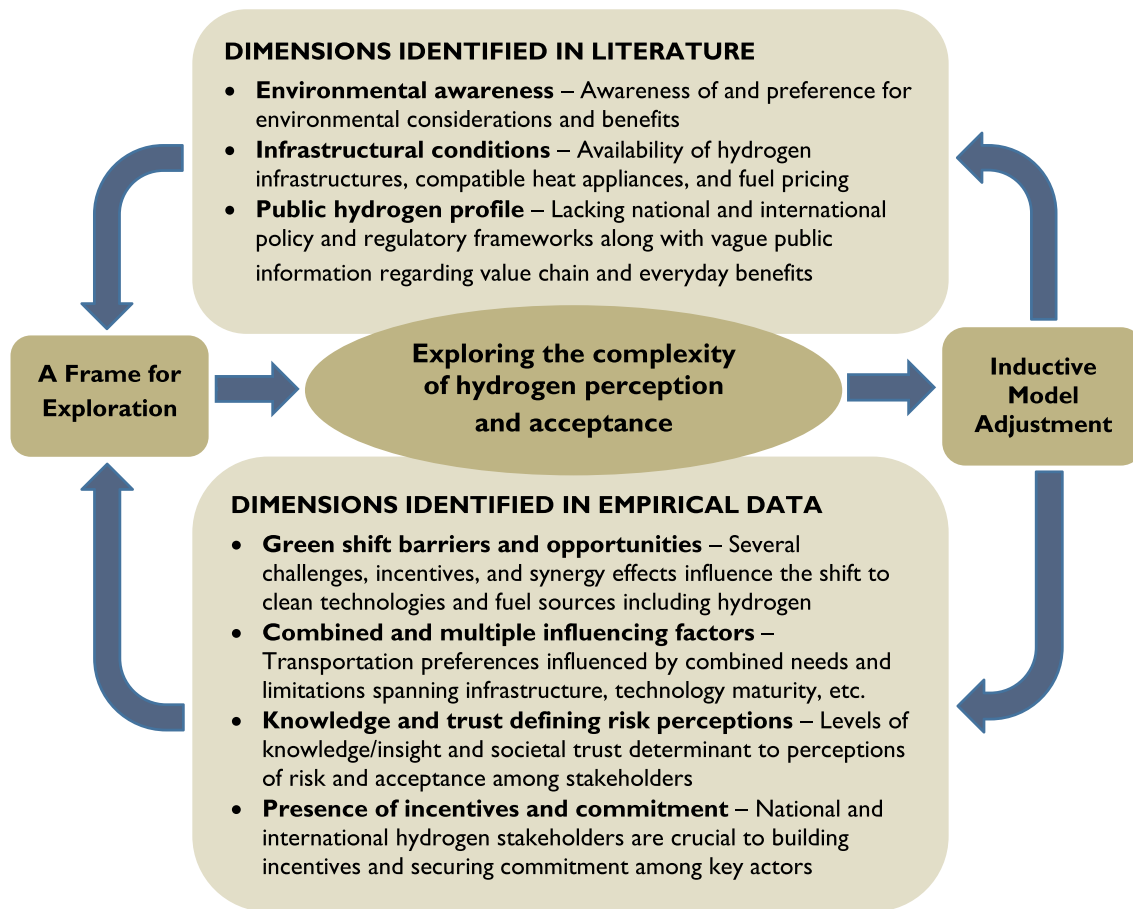 DIMENSIONS IDENTIFIED IN LITERATURE
• Environmental awareness – Awareness of and preference for
environmental considerations and benefits
• Infrastructural conditions – Availability of hydrogen
infrastructures, compatible heat appliances, and fuel pricing
• Public hydrogen profile – Lacking national and international
policy and regulatory frameworks along with vague public
information regarding value chain and everyday benefits
A Frame for
Exploration
Exploring the complexity
of hydrogen perception
and acceptance
Inductive
Model
Adjustment
DIMENSIONS IDENTIFIED IN EMPIRICAL DATA
• Green shift barriers and opportunities – Several
challenges, incentives, and synergy effects influence the shift to
clean technologies and fuel sources including hydrogen
• Combined and multiple influencing factors –
Transportation preferences influenced by combined needs and
limitations spanning infrastructure, technology maturity, etc.
• Knowledge and trust defining risk perceptions – Levels of
knowledge/insight and societal trust determinant to perceptions
of risk and acceptance among stakeholders
• Presence of incentives and commitment – National and
international hydrogen stakeholders are crucial to building
incentives and securing commitment among key actors